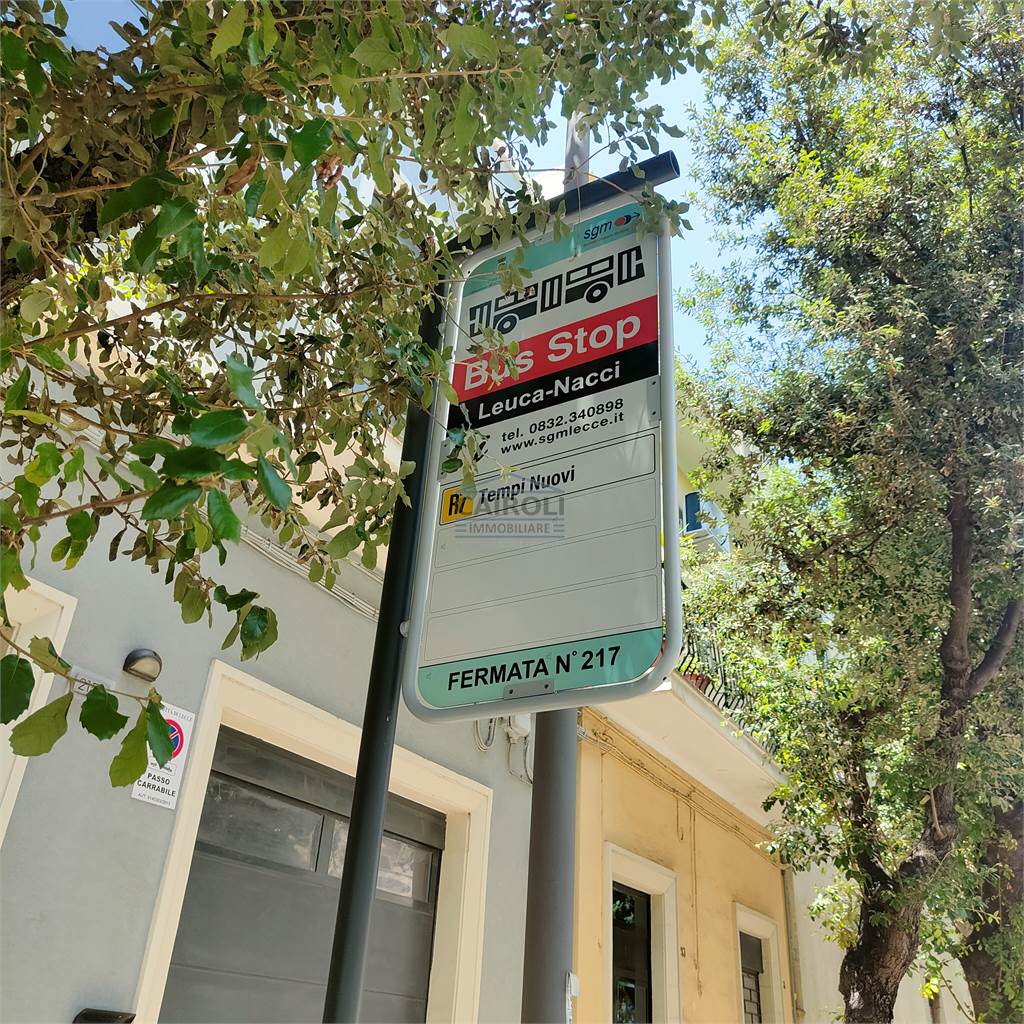 sgm
Bus Stop
Leuca-Nacci
tel. 0832.340898
www.sgmlecce.it
Tempi Nuovi
AIROLI
IMMOBILIARE
FERMATA N° 217
PASSO
CARRABILE